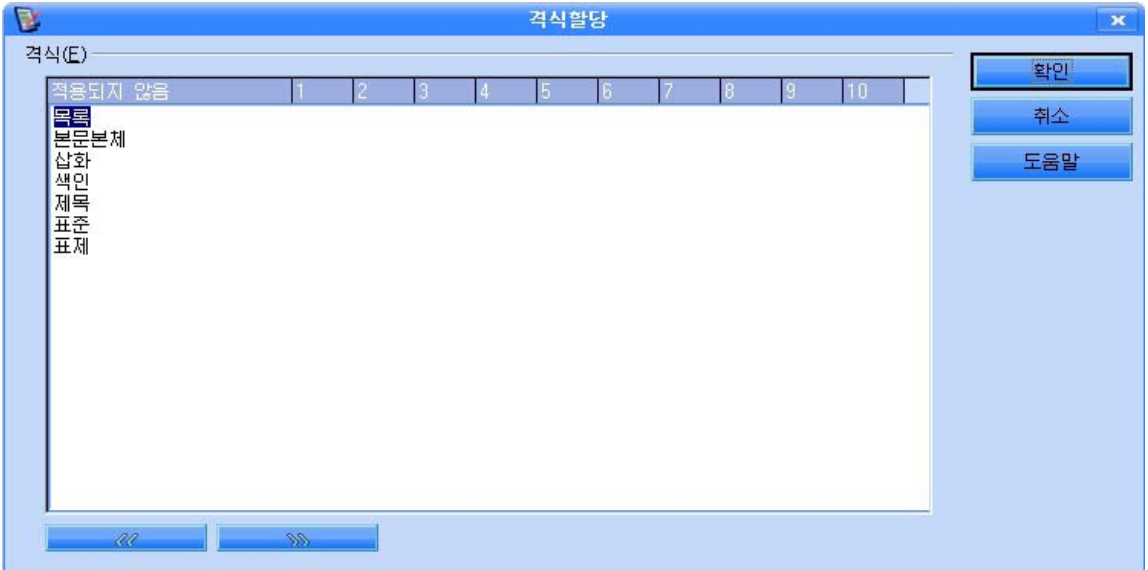 격식할당
격식(E)
적용되지 않음 1 2 3 4 5 6 7 8 9 10
목록
본문본체
삽화
색인
제목
표준
표제
확인
취소
도움말